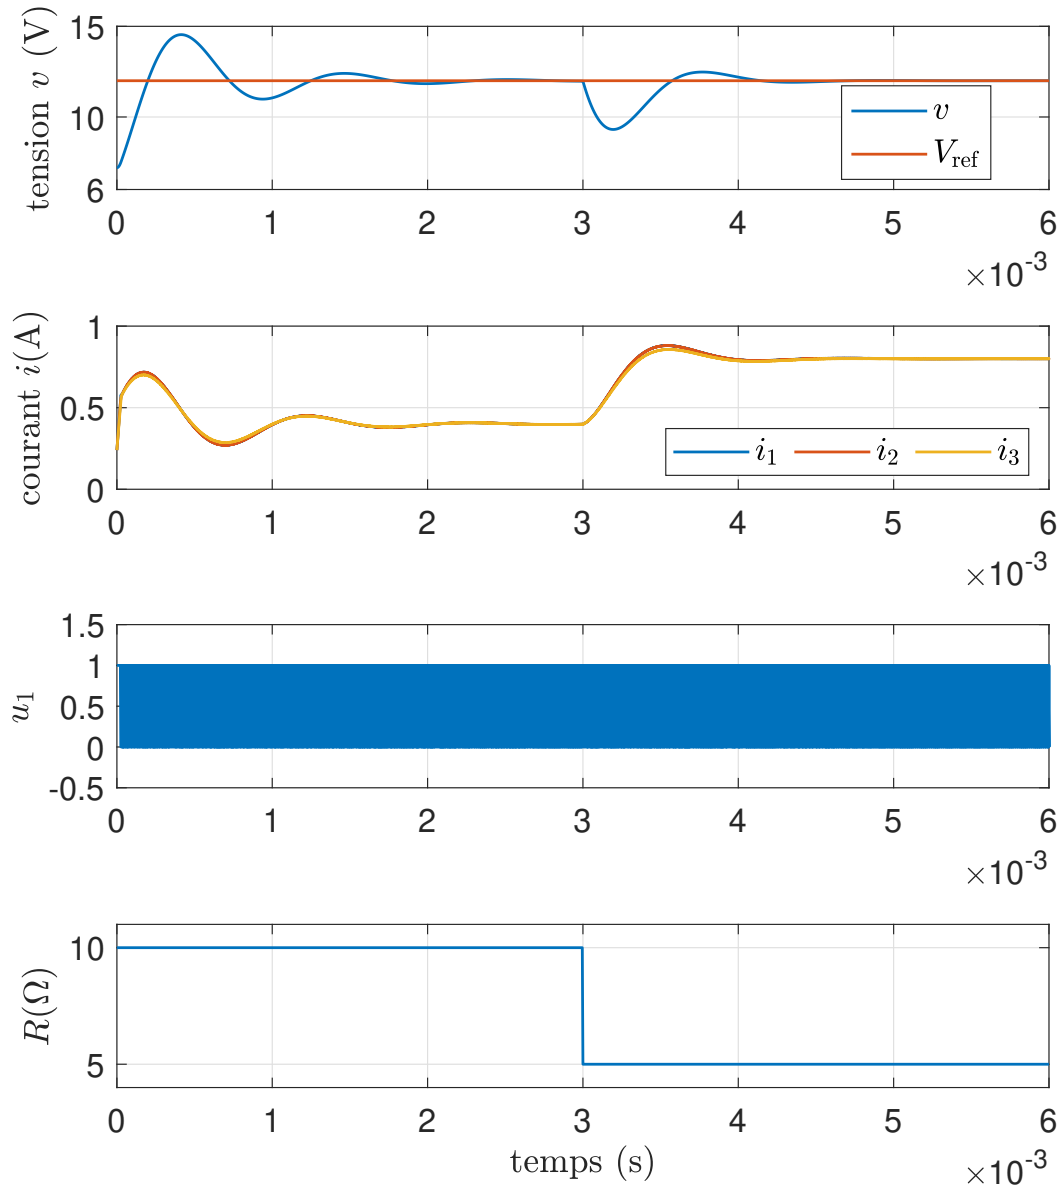 15
10
6
tension v (V)
v
V_ref
0 1 2 3 4 5 6
×10^-3
1
0.5
0
courant i(A)
i_1 i_2 i_3
0 1 2 3 4 5 6
×10^-3
1.5
1
0.5
0
-0.5
u_1
0 1 2 3 4 5 6
×10^-3
10
5
R(Ω)
0 1 2 3 4 5 6
temps (s)
×10^-3